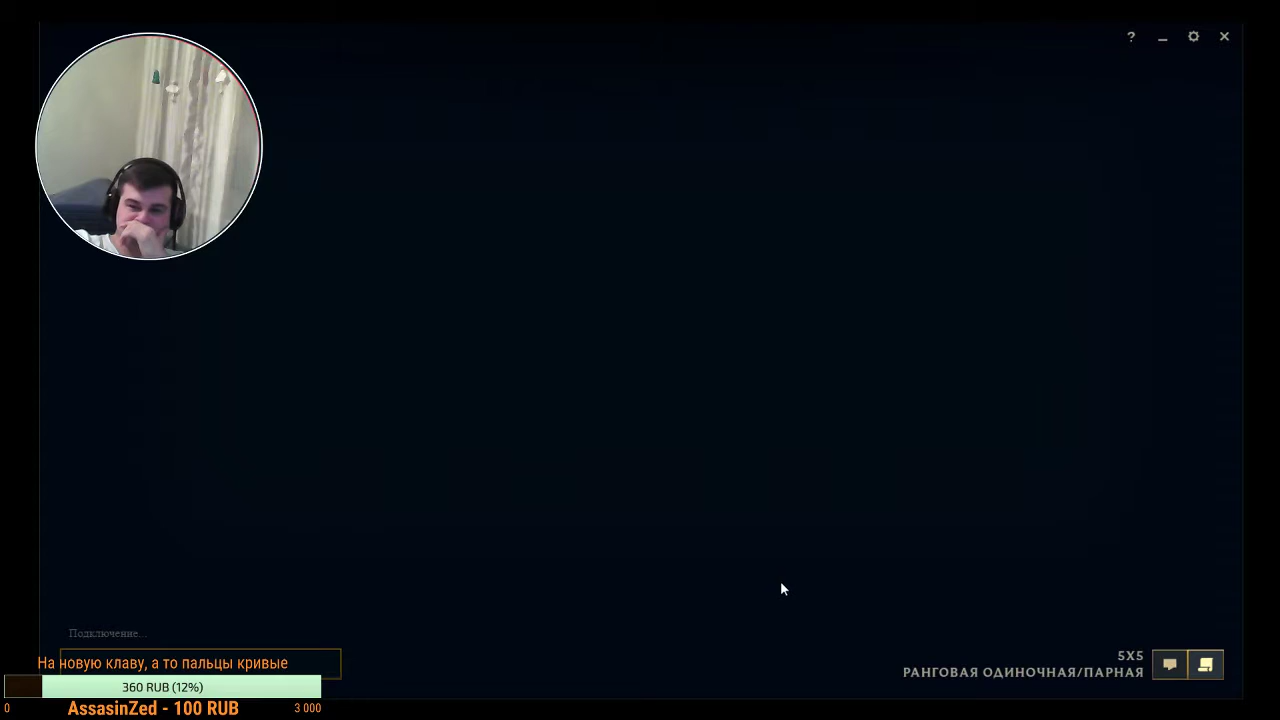 Подключение...
На новую клаву, а то пальцы кривые
360 RUB (12%)
0
AssasinZed - 100 RUB
3 000
5X5
РАНГОВАЯ ОДИНОЧНАЯ/ПАРНАЯ